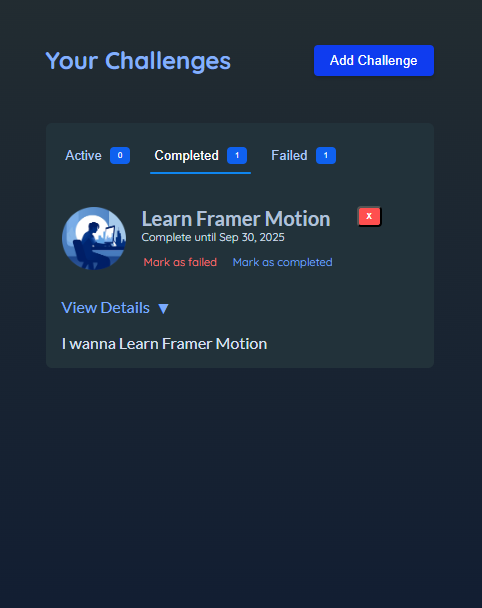 Your Challenges
Add Challenge
Active 0 Completed 1 Failed 1
Learn Framer Motion
x
Complete until Sep 30, 2025
Mark as failed Mark as completed
View Details ▼
I wanna Learn Framer Motion